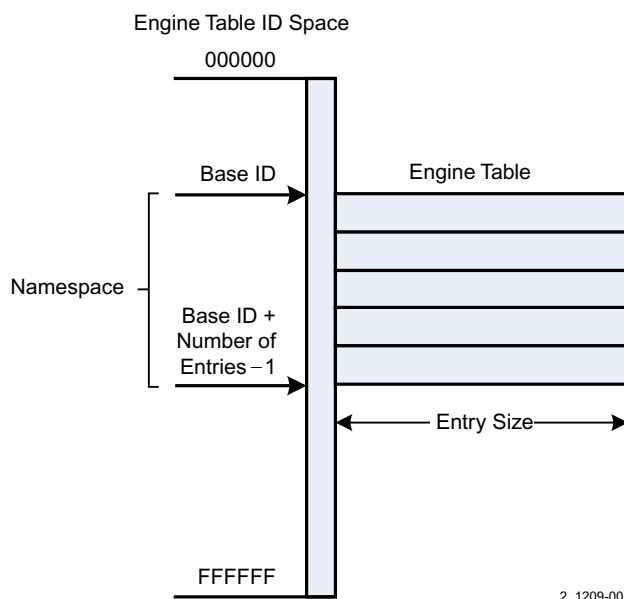 Engine Table ID Space
000000
Base ID
Engine Table
Namespace
Base ID +
Number of
Entries −1
Entry Size
FFFFFF
2_1209-00